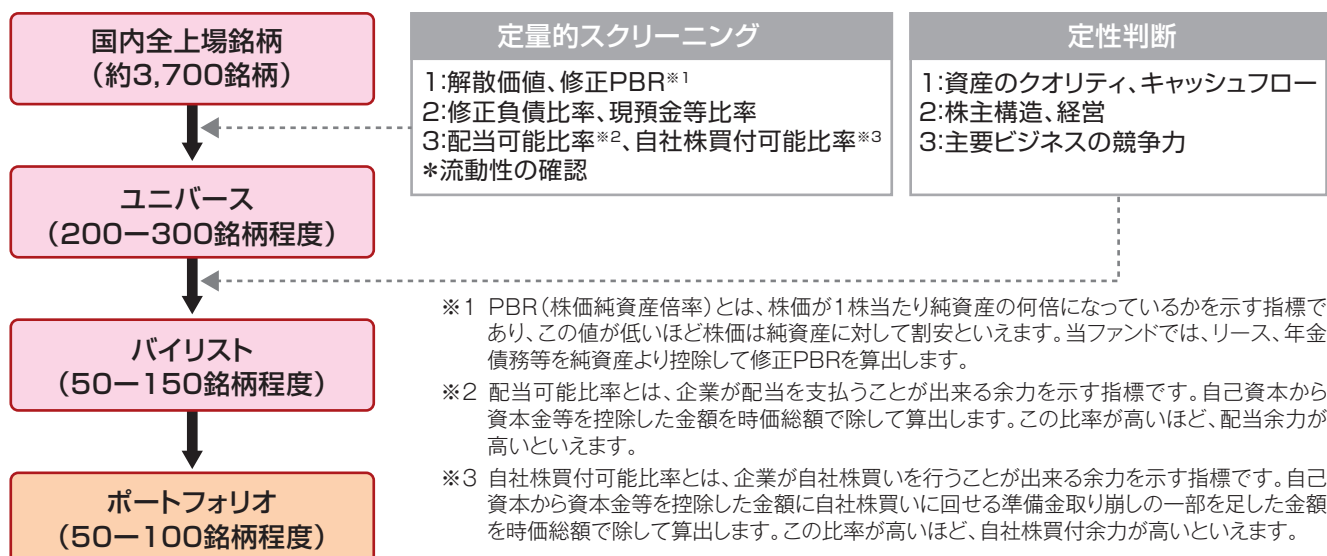 国内全上場銘柄
（約3,700銘柄）
定量的スクリーニング
1:解散価値、修正PBR※1
2:修正負債比率、現預金等比率
3:配当可能比率※2、自社株買付可能比率※3
＊流動性の確認
定性判断
1:資産のクオリティ、キャッシュフロー
2:株主構造、経営
3:主要ビジネスの競争力
ユニバース
（200ー300銘柄程度）
バイリスト
（50ー150銘柄程度）
ポートフォリオ
（50ー100銘柄程度）
※1 PBR（株価純資産倍率）とは、株価が1株当たり純資産の何倍になっているかを示す指標で
あり、この値が低いほど株価は純資産に対して割安といえます。当ファンドでは、リース、年金
債務等を純資産より控除して修正PBRを算出します。
※2 配当可能比率とは、企業が配当を支払うことが出来る余力を示す指標です。自己資本から
資本金等を控除した金額を時価総額で除して算出します。この比率が高いほど、配当余力が
高いといえます。
※3 自社株買付可能比率とは、企業が自社株買いを行うことが出来る余力を示す指標です。自己
資本から資本金等を控除した金額に自社株買いに回せる準備金取り崩しの一部を足した金額
を時価総額で除して算出します。この比率が高いほど、自社株買付余力が高いといえます。